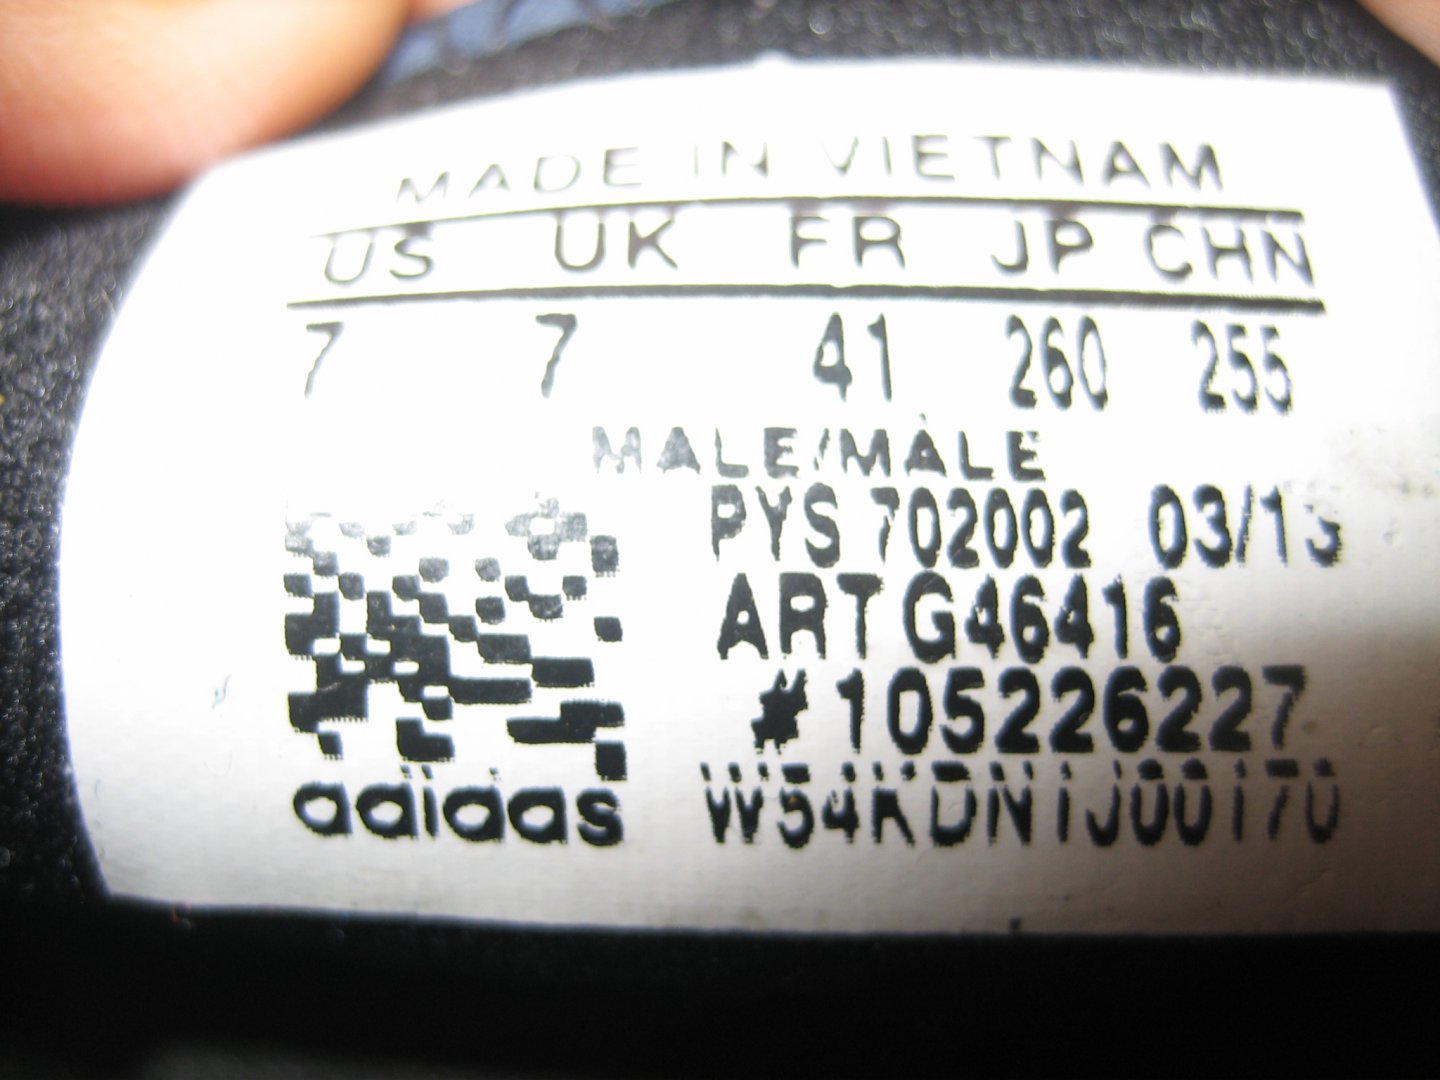 MADE IN VIETNAM
US UK FR JP CHN
7 7 41 260 255
MALE/MÂLE
PYS 702002 03/13
ART G46416
#105226227
adidas W54KDN1J00170